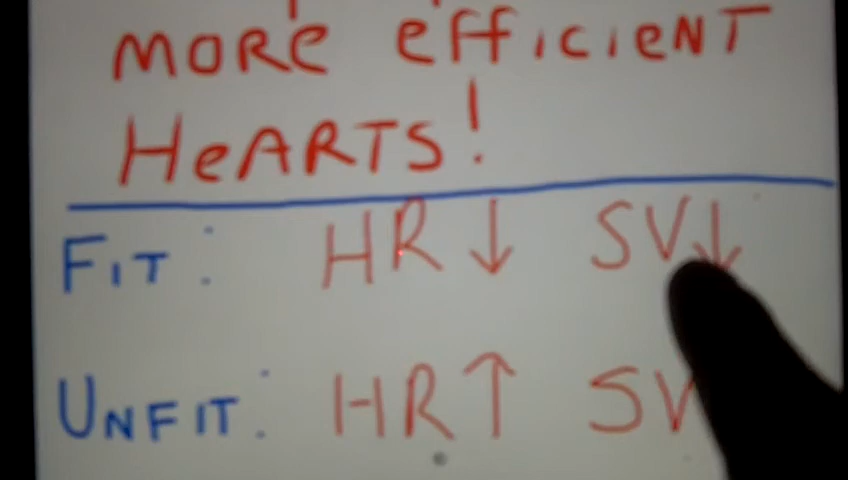 MORe eFFICIeNT
HeARTS!
FIT: HR ↓ SV ↓
UNFIT: HR ↑ SV